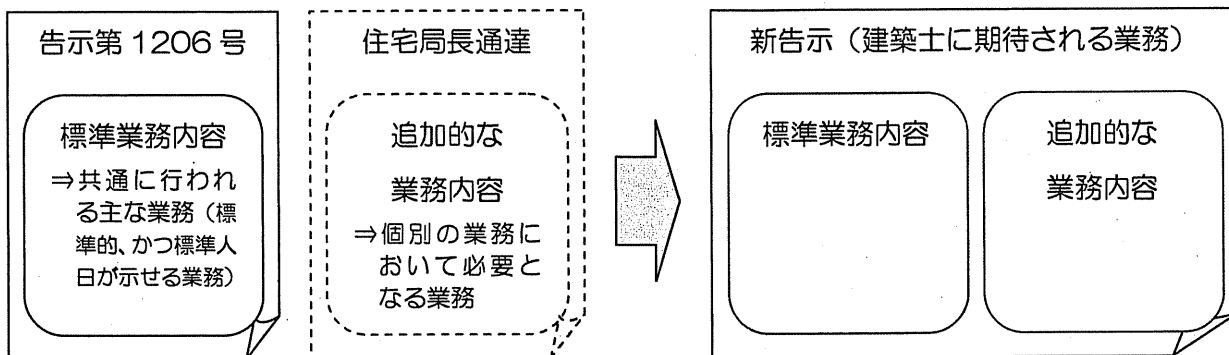 告示第1206号
標準業務内容
⇒共通に行われ
る主な業務(標
準的、かつ標準人
日が示せる業務)
住宅局長通達
追加的な
業務内容
⇒個別の業務に
おいて必要と
なる業務
新告示(建築士に期待される業務)
標準業務内容
追加的な
業務内容